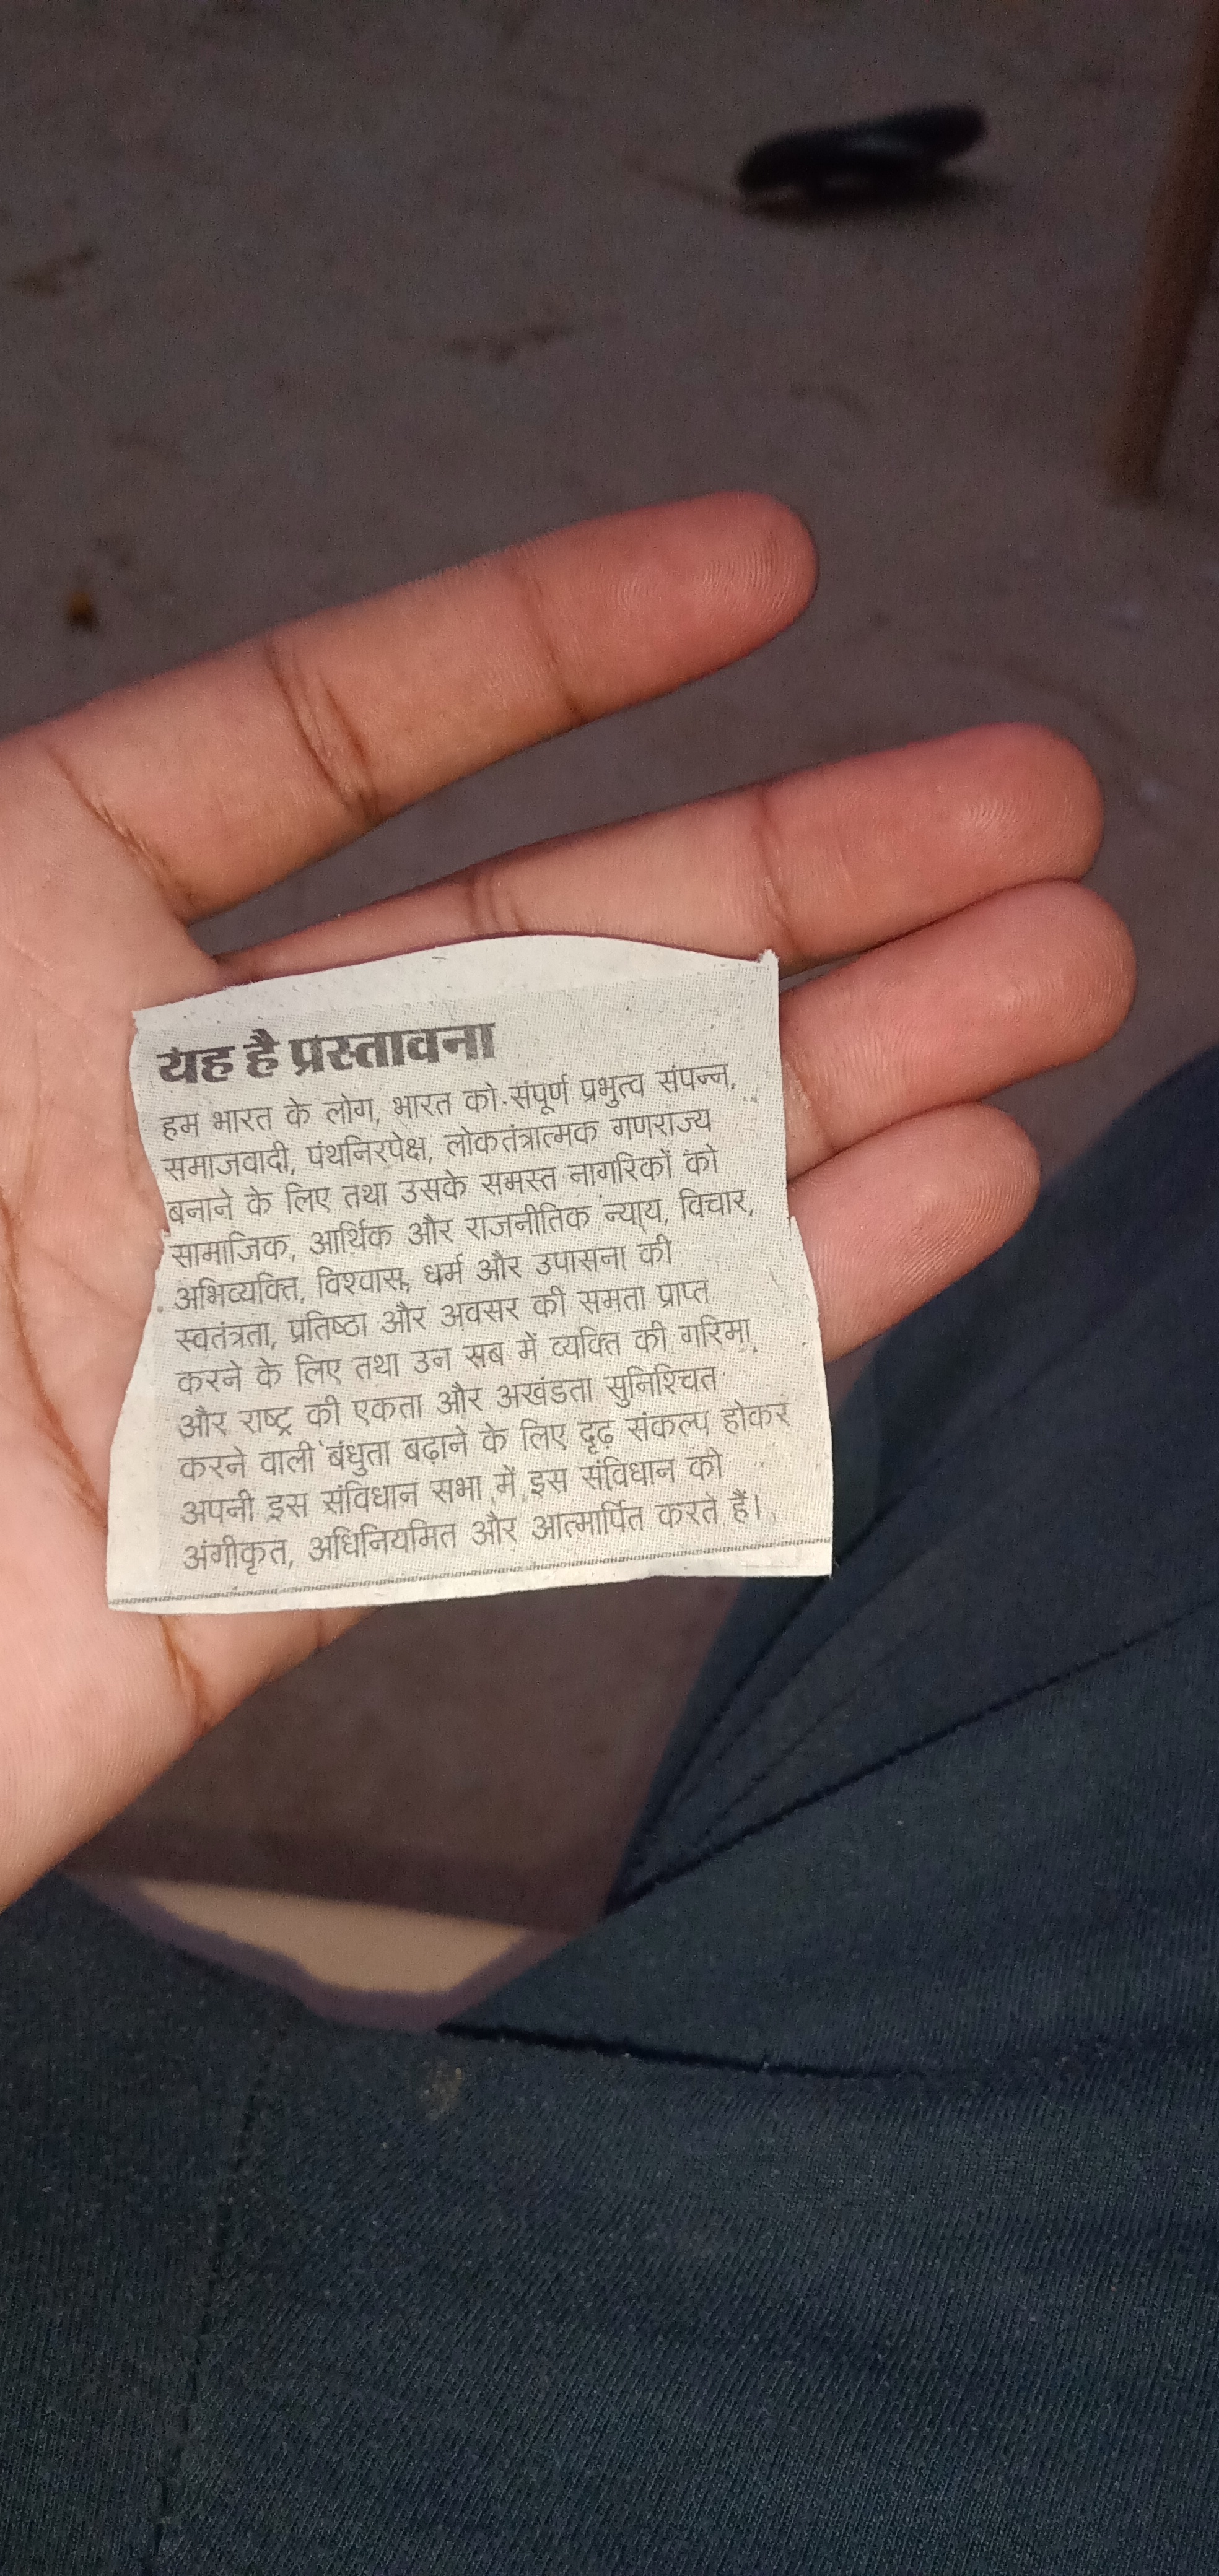 यह है प्रस्तावना
हम भारत के लोग, भारत को संपूर्ण प्रभुत्व संपन्न,
समाजवादी, पंथनिरपेक्ष, लोकतंत्रात्मक गणराज्य
बनाने के लिए तथा उसके समस्त नागरिकों को
सामाजिक, आर्थिक और राजनीतिक न्याय, विचार,
अभिव्यक्ति, विश्वास, धर्म और उपासना की
स्वतंत्रता, प्रतिष्ठा और अवसर की समता प्राप्त
करने के लिए तथा उन सब में व्यक्ति की गरिमा
और राष्ट्र की एकता और अखंडता सुनिश्चित
करने वाली बंधुता बढ़ाने के लिए दृढ़ संकल्प होकर
अपनी इस संविधान सभा में इस संविधान को
अंगीकृत, अधिनियमित और आत्मार्पित करते हैं।